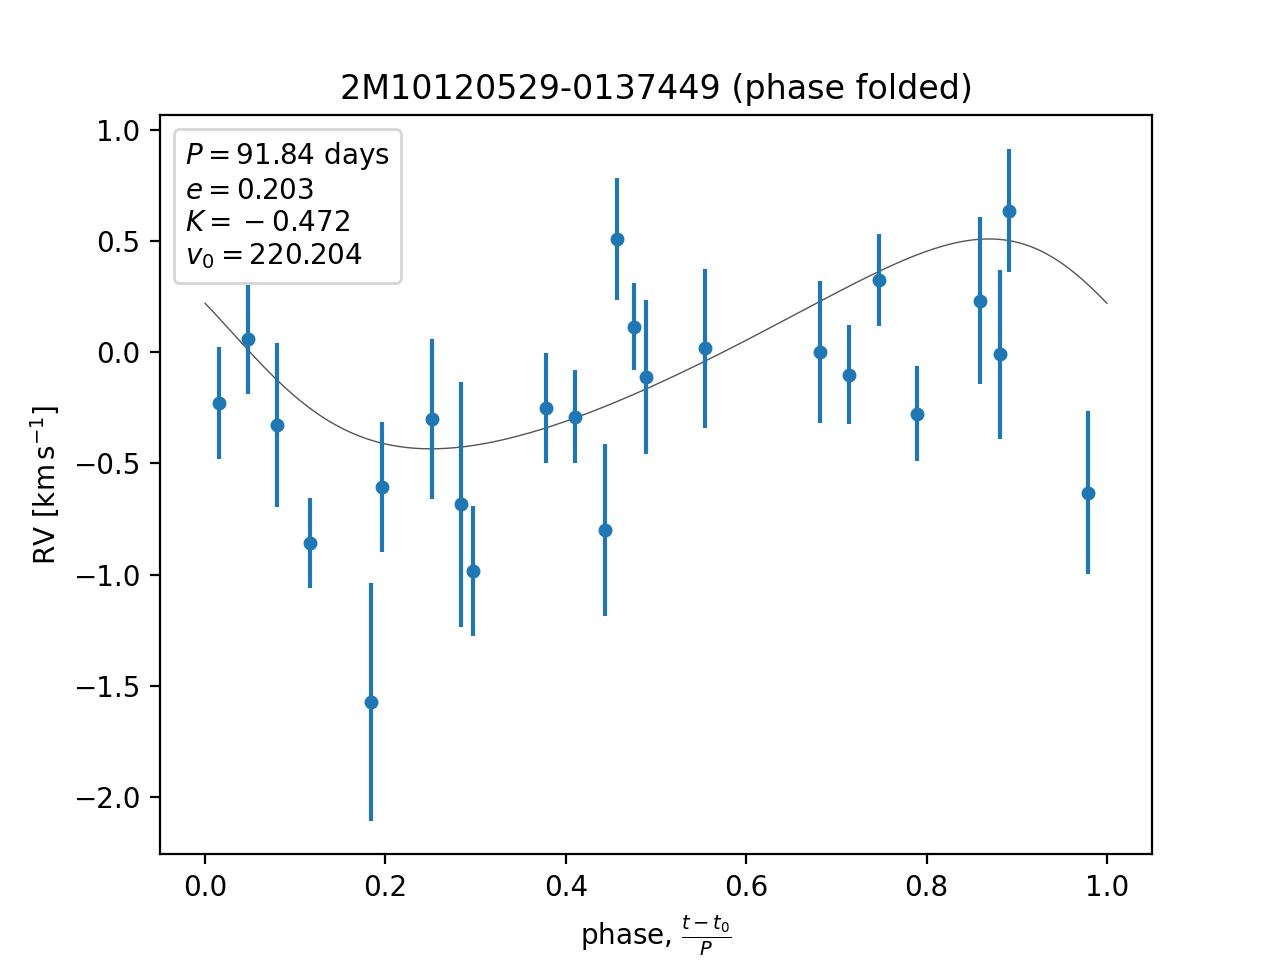 2M10120529-0137449 (phase folded)
P = 91.84 days
e = 0.203
K = −0.472
v₀ = 220.204
1.0
0.5
0.0
−0.5
−1.0
−1.5
−2.0
RV [km s⁻¹]
0.0 0.2 0.4 0.6 0.8 1.0
phase, (t − t₀)/P